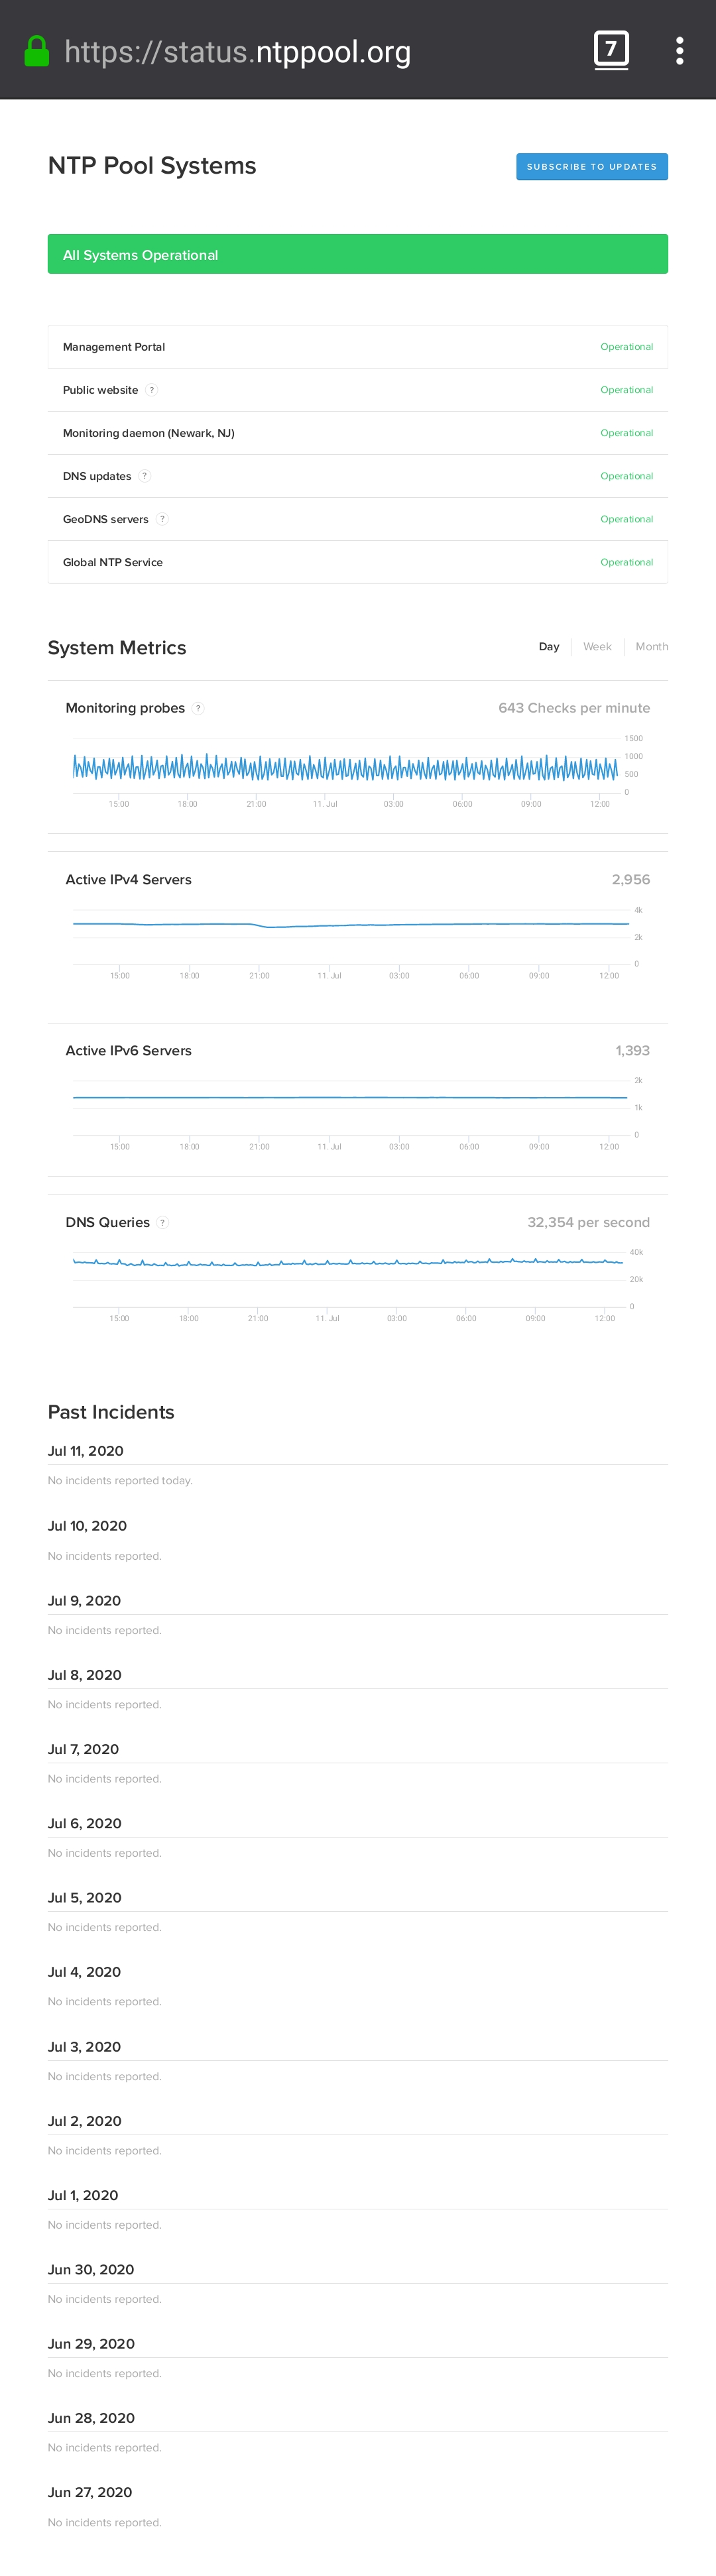 https://status.ntppool.org
7
NTP Pool Systems
SUBSCRIBE TO UPDATES
All Systems Operational
Management Portal Operational
Public website ? Operational
Monitoring daemon (Newark, NJ) Operational
DNS updates ? Operational
GeoDNS servers ? Operational
Global NTP Service Operational
System Metrics Day Week Month
Monitoring probes ? 643 Checks per minute
1500
1000
500
0
15:00 18:00 21:00 11. Jul 03:00 06:00 09:00 12:00
Active IPv4 Servers 2,956
4k
2k
0
15:00 18:00 21:00 11. Jul 03:00 06:00 09:00 12:00
Active IPv6 Servers 1,393
2k
1k
0
15:00 18:00 21:00 11. Jul 03:00 06:00 09:00 12:00
DNS Queries ? 32,354 per second
40k
20k
0
15:00 18:00 21:00 11. Jul 03:00 06:00 09:00 12:00
Past Incidents
Jul 11, 2020
No incidents reported today.
Jul 10, 2020
No incidents reported.
Jul 9, 2020
No incidents reported.
Jul 8, 2020
No incidents reported.
Jul 7, 2020
No incidents reported.
Jul 6, 2020
No incidents reported.
Jul 5, 2020
No incidents reported.
Jul 4, 2020
No incidents reported.
Jul 3, 2020
No incidents reported.
Jul 2, 2020
No incidents reported.
Jul 1, 2020
No incidents reported.
Jun 30, 2020
No incidents reported.
Jun 29, 2020
No incidents reported.
Jun 28, 2020
No incidents reported.
Jun 27, 2020
No incidents reported.